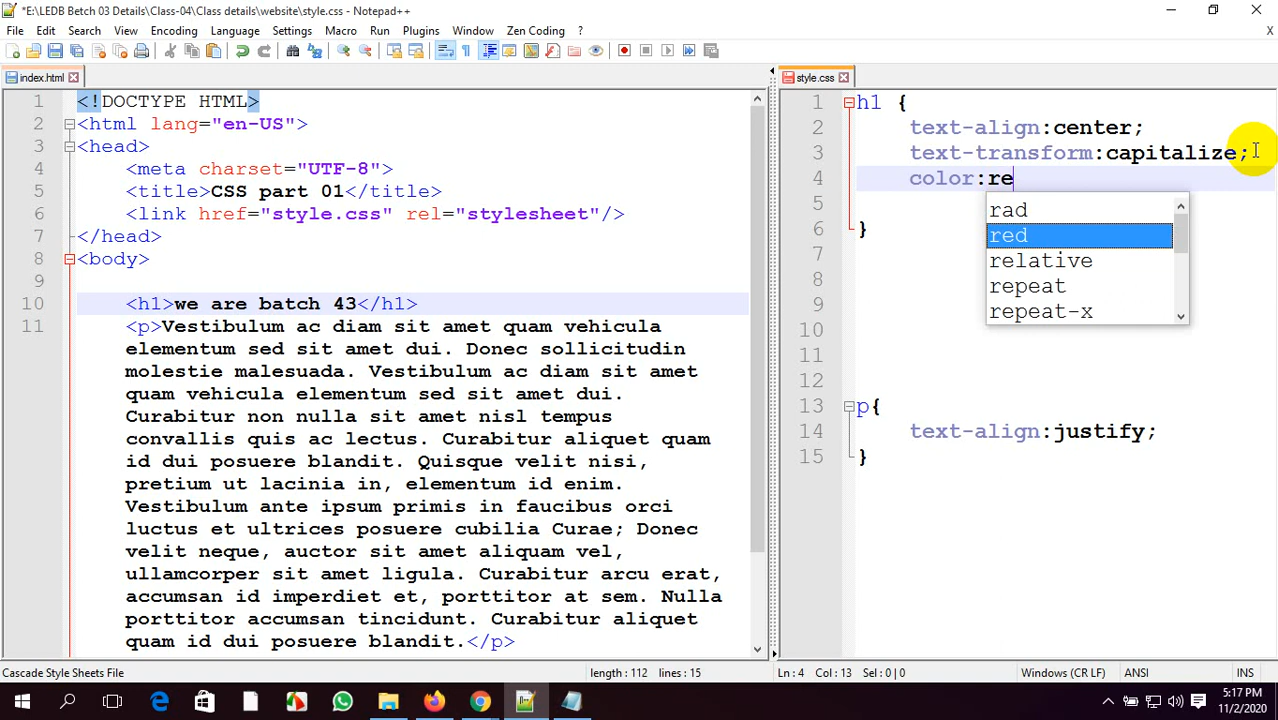 *E:\LEDB Batch 03 Details\Class-04\Class details\website\style.css - Notepad++
File Edit Search View Encoding Language Settings Macro Run Plugins Window Zen Coding ? X
index.html
1 <!DOCTYPE HTML>
2 <html lang="en-US">
3 <head>
4 <meta charset="UTF-8">
5 <title>CSS part 01</title>
6 <link href="style.css" rel="stylesheet"/>
7 </head>
8 <body>
9
10 <h1>we are batch 43</h1>
11 <p>Vestibulum ac diam sit amet quam vehicula
elementum sed sit amet dui. Donec sollicitudin
molestie malesuada. Vestibulum ac diam sit amet
quam vehicula elementum sed sit amet dui.
Curabitur non nulla sit amet nisl tempus
convallis quis ac lectus. Curabitur aliquet quam
id dui posuere blandit. Quisque velit nisi,
pretium ut lacinia in, elementum id enim.
Vestibulum ante ipsum primis in faucibus orci
luctus et ultrices posuere cubilia Curae; Donec
velit neque, auctor sit amet aliquam vel,
ullamcorper sit amet ligula. Curabitur arcu erat,
accumsan id imperdiet et, porttitor at sem. Nulla
porttitor accumsan tincidunt. Curabitur aliquet
quam id dui posuere blandit.</p>
style.css
1 h1 {
2 text-align:center;
3 text-transform:capitalize;
4 color:re
5
6 }
7
8
9
10
11
12
13 p{
14 text-align:justify;
15 }
rad
red
relative
repeat
repeat-x
Cascade Style Sheets File length : 112 lines : 15 Ln : 4 Col : 13 Sel : 0 | 0 Windows (CR LF) ANSI INS
5:17 PM
11/2/2020